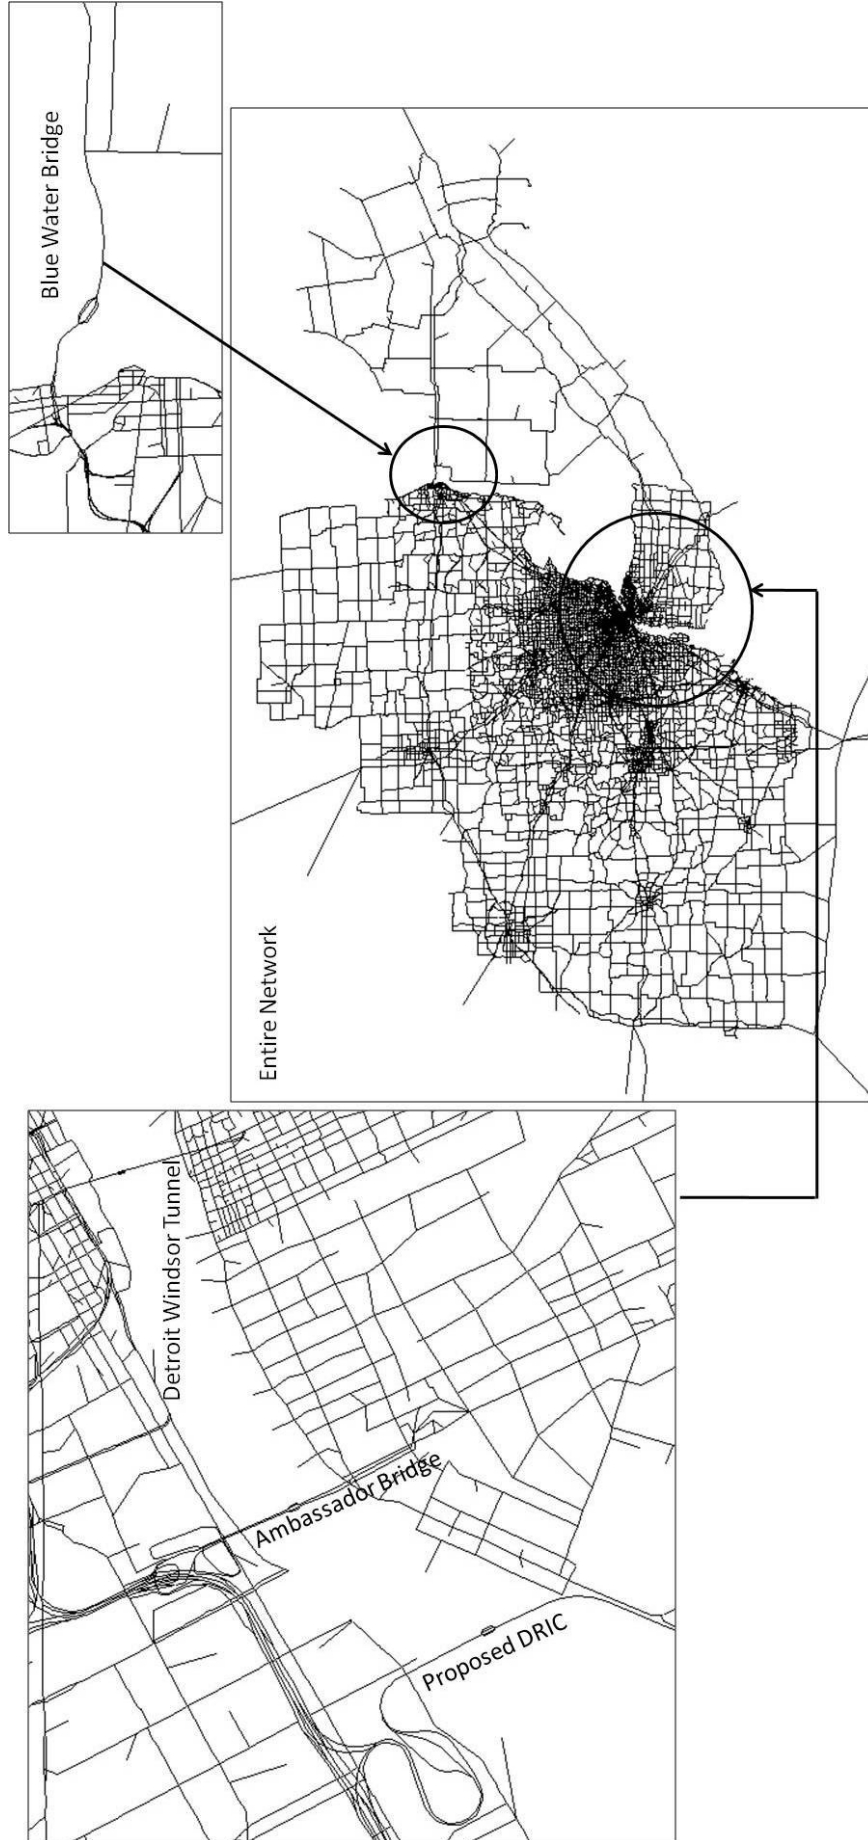 Blue Water Bridge
Entire Network
Detroit Windsor Tunnel
Ambassador Bridge
Proposed DRIC